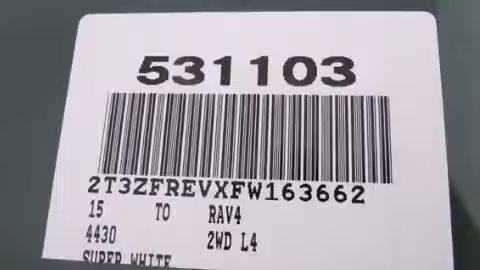 531103
2T3ZFREVXFW163662
15 TO RAV4
4430 2WD L4
SUPER WHITE